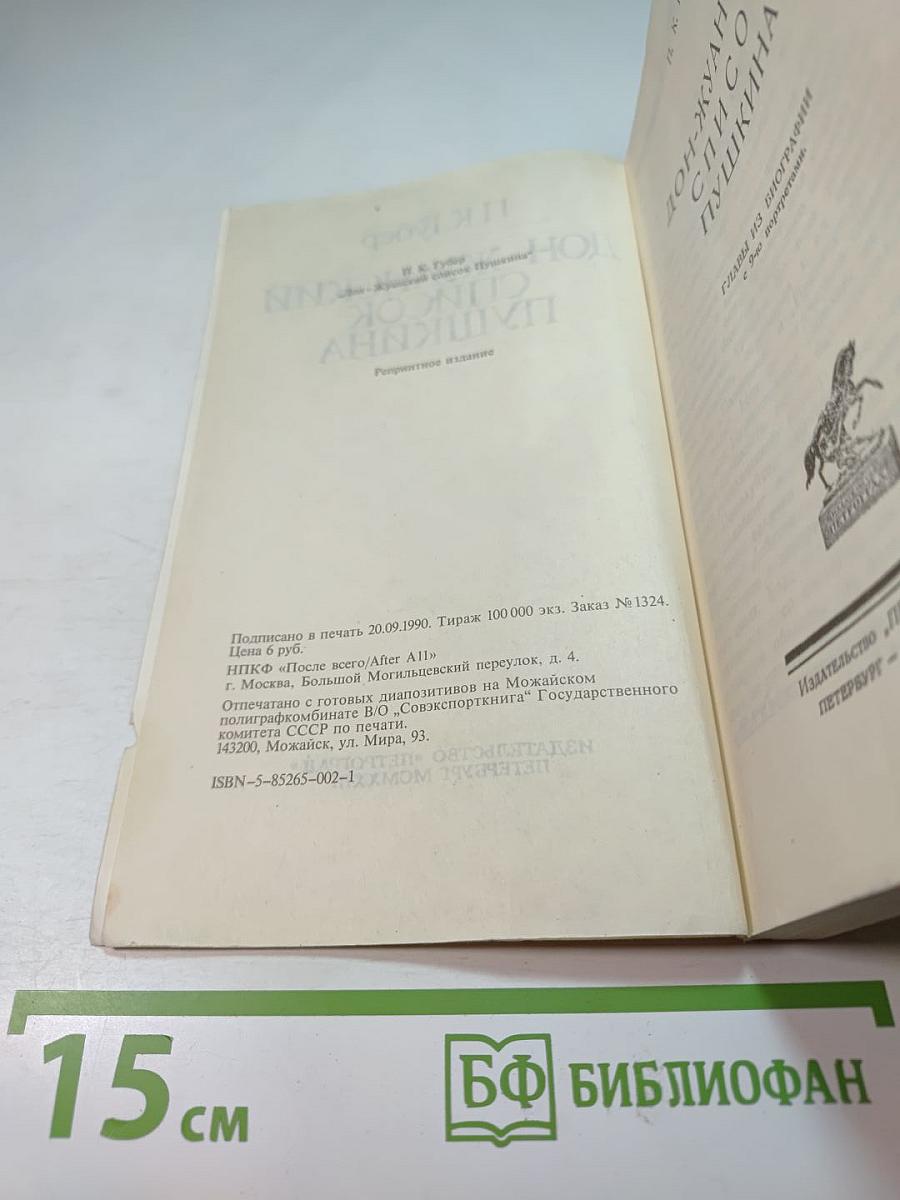 П. К. Губер
„Дон-Жуанский список Пушкина“
Репринтное издание
Подписано в печать 20.09.1990. Тираж 100 000 экз. Заказ № 1324.
Цена 6 руб.
НПКФ «После всего/After A11»
г. Москва, Большой Могильцевский переулок, д. 4.
Отпечатано с готовых диапозитивов на Можайском
полиграфкомбинате В/О „Совэкспорткнига“ Государственного
комитета СССР по печати.
143200, Можайск, ул. Мира, 93.
ISBN–5–85265–002–1
ДОН-ЖУАН
СПИСО
ПУШКИНА
ГЛАВЫ ИЗ БИОГРАФИИ
с 9-ю портретами.
Издательство
ПЕТЕРБУРГ —
15 см
БФ БИБЛИОФАН